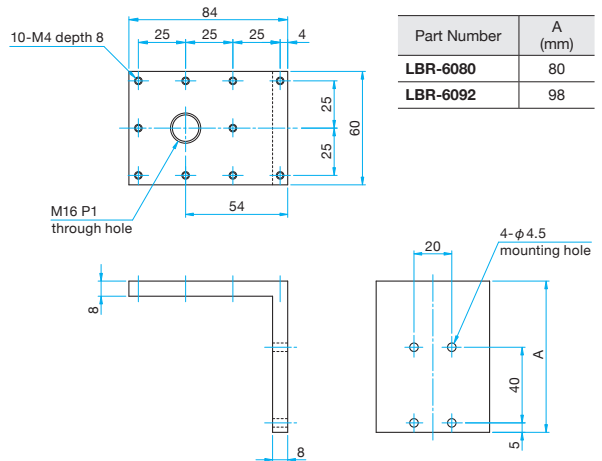 84
10-M4 depth 8
25
25
25
4
25
25
60
M16 P1
through hole
54
Part Number
A
(mm)
LBR-6080
80
LBR-6092
98
8
8
20
4-φ4.5
mounting hole
A
40
5